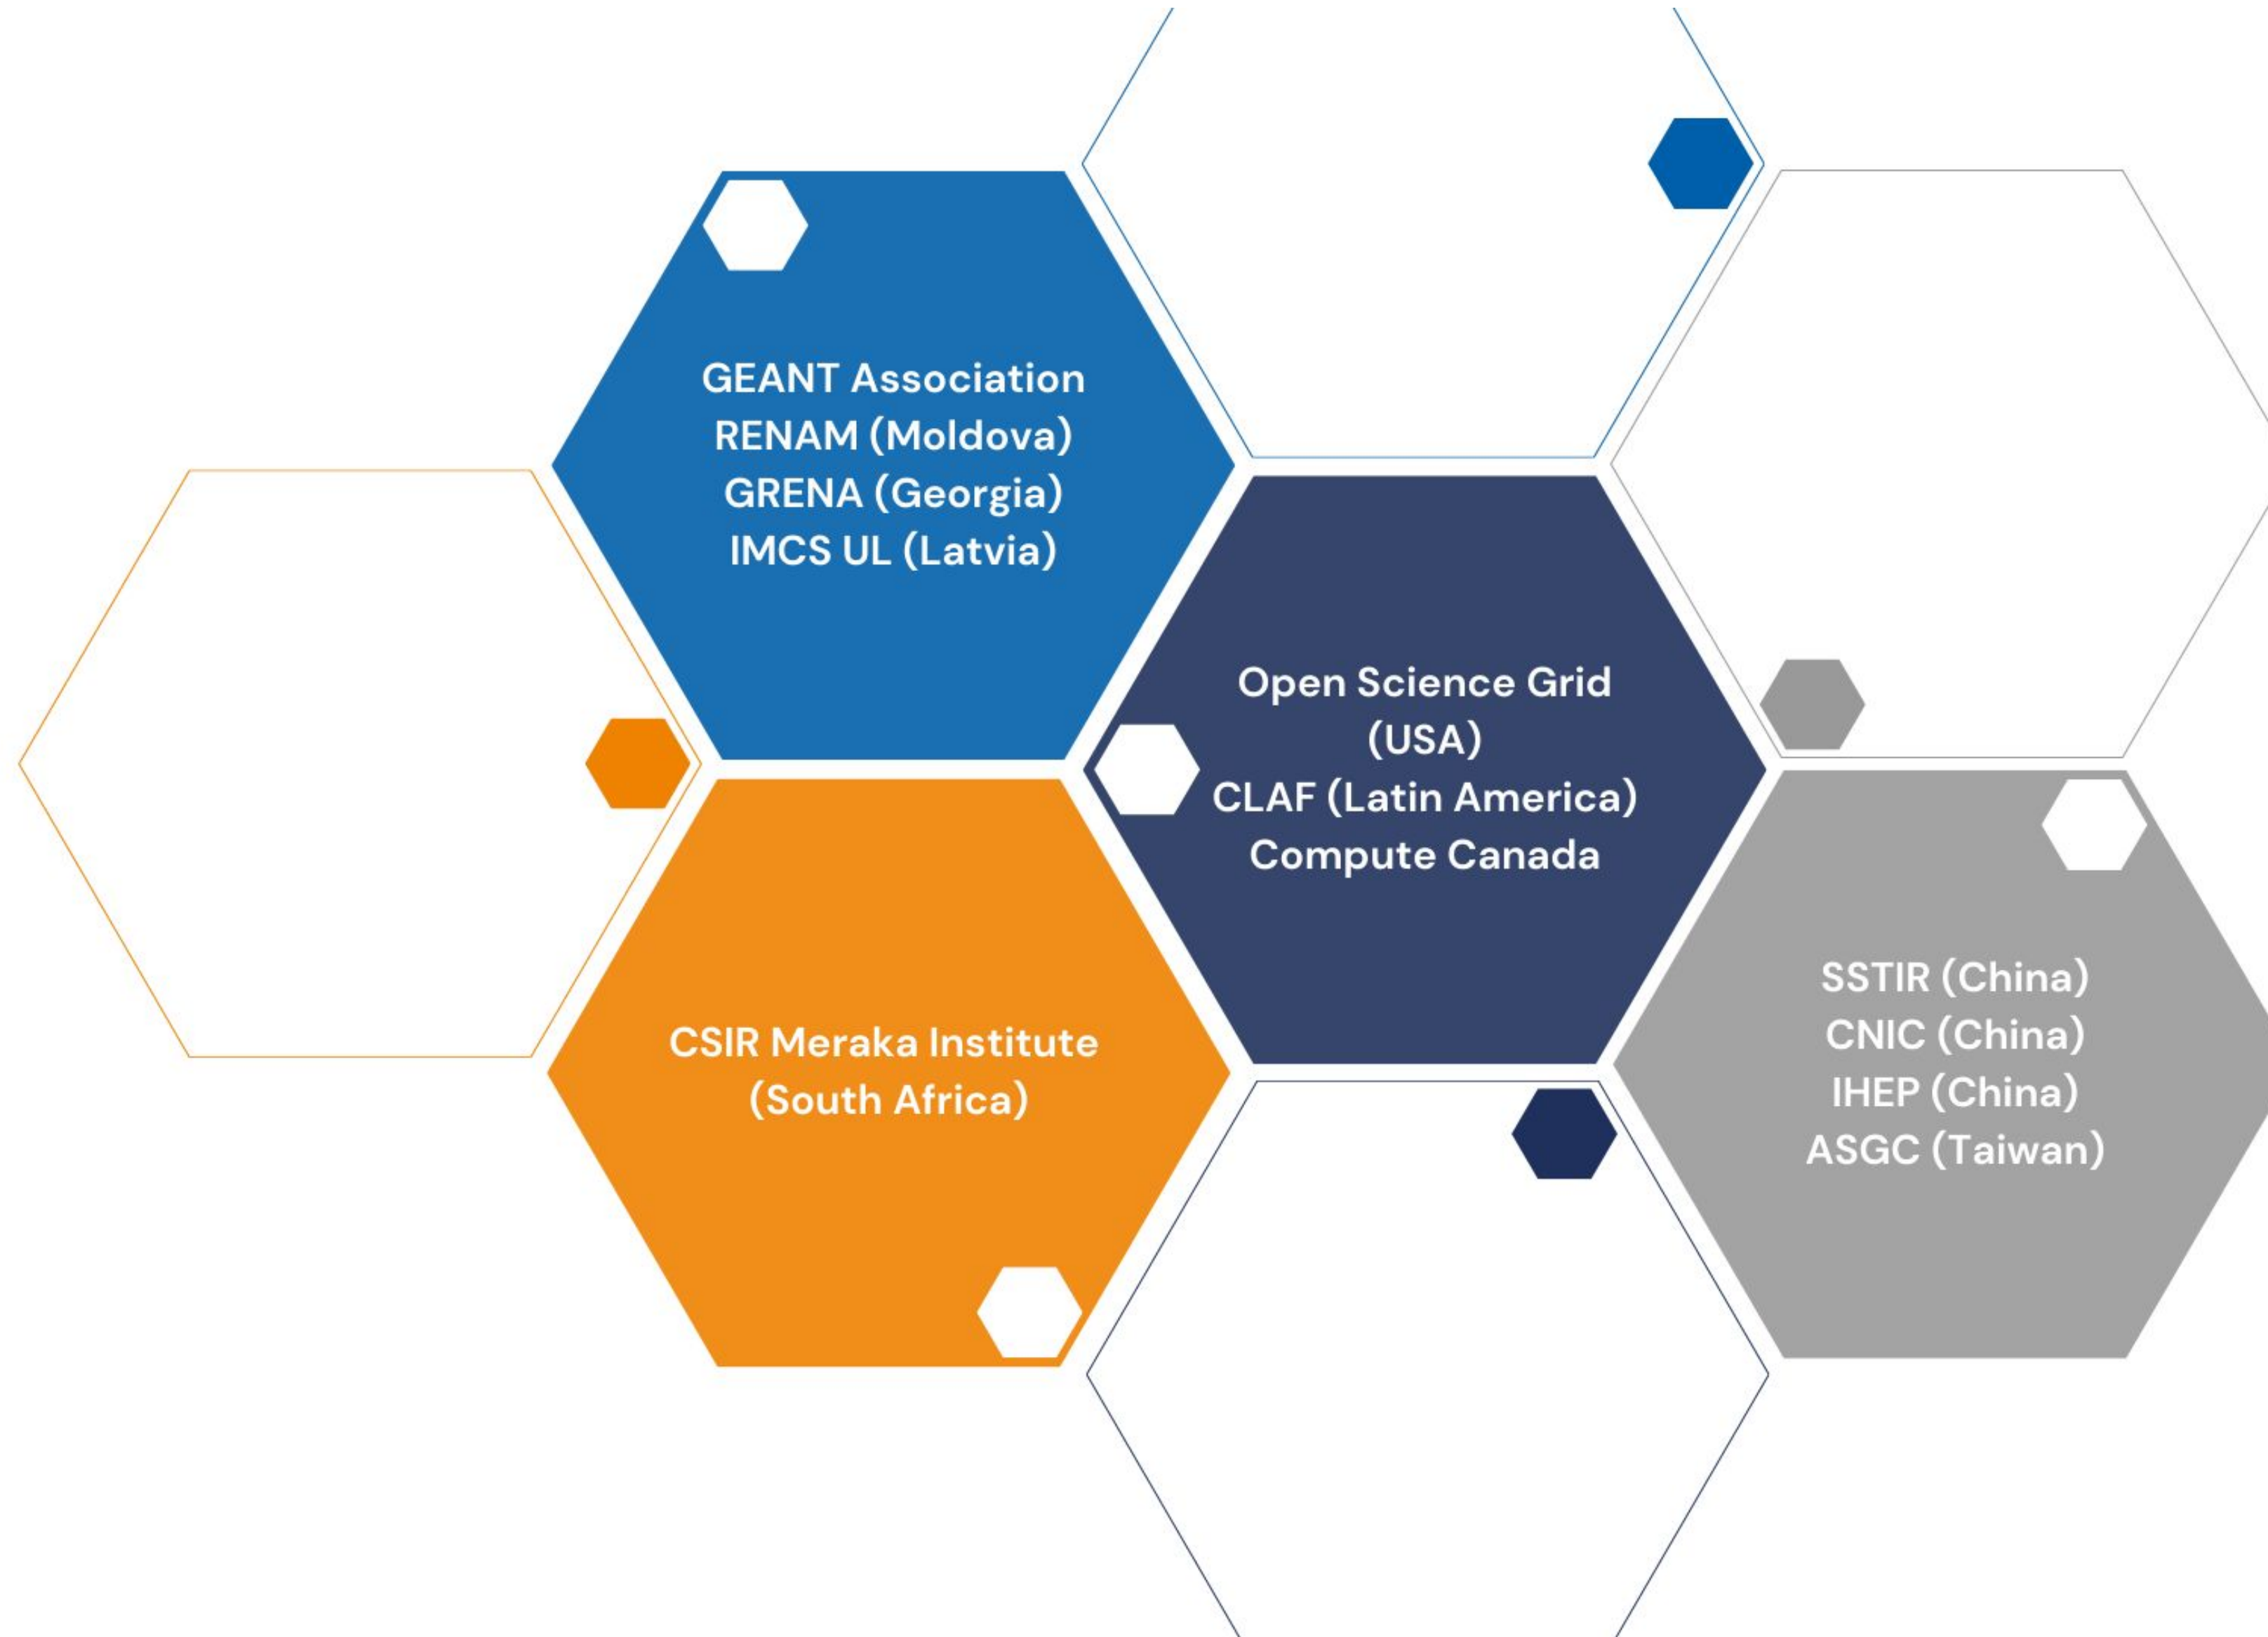 GEANT Association
RENAM (Moldova)
GRENA (Georgia)
IMCS UL (Latvia)
Open Science Grid
(USA)
CLAF (Latin America)
Compute Canada
CSIR Meraka Institute
(South Africa)
SSTIR (China)
CNIC (China)
IHEP (China)
ASGC (Taiwan)